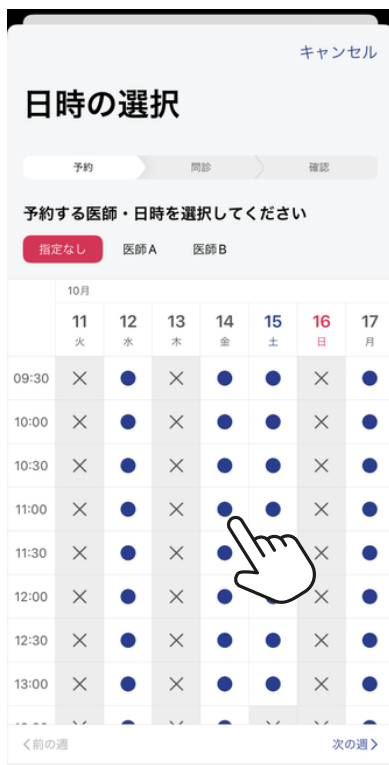 キャンセル
日時の選択
予約 問診 確認
予約する医師・日時を選択してください
指定なし 医師A 医師B
10月
11 12 13 14 15 16 17
火 水 木 金 土 日 月
09:30 × ● × ● ● × ●
10:00 × ● × ● ● × ●
10:30 × ● × ● ● × ●
11:00 × ● × ● ● × ●
11:30 × ● × ● × ●
12:00 × ● × ● ● × ●
12:30 × ● × ● ● × ●
13:00 × ● × ● ● × ●
<前の週 次の週>